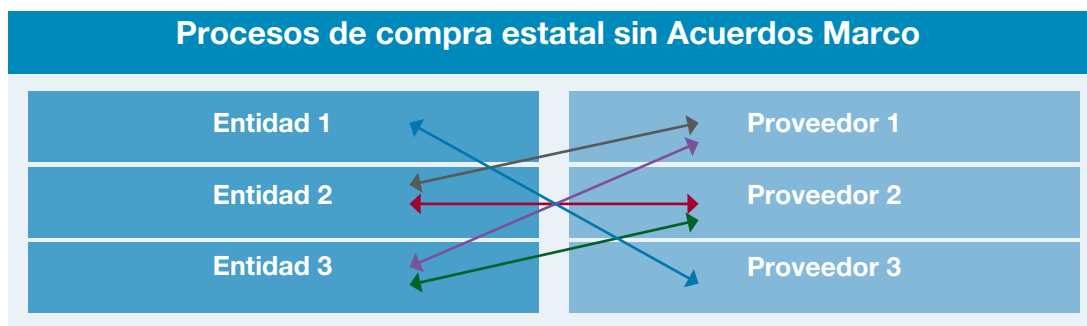 Procesos de compra estatal sin Acuerdos Marco
Entidad 1
Proveedor 1
Entidad 2
Proveedor 2
Entidad 3
Proveedor 3